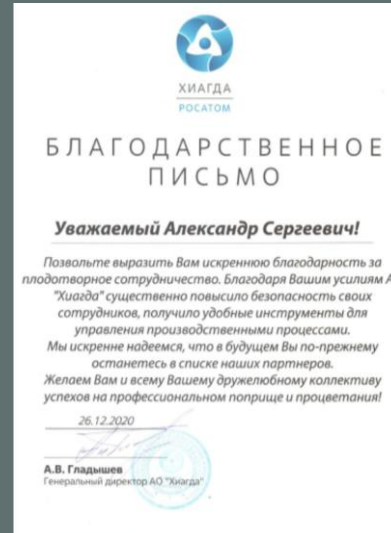 ХИАГДА
РОСАТОМ
БЛАГОДАРСТВЕННОЕ
ПИСЬМО
Уважаемый Александр Сергеевич!
Позвольте выразить Вам искреннюю благодарность за
плодотворное сотрудничество. Благодаря Вашим усилиям А
"Хиагда" существенно повысило безопасность своих
сотрудников, получило удобные инструменты для
управления производственными процессами.
Мы искренне надеемся, что в будущем Вы по-прежнему
останетесь в списке наших партнеров.
Желаем Вам и всему Вашему дружелюбному коллективу
успехов на профессиональном поприще и процветания!
26.12.2020
А.В. Гладышев
Генеральный директор АО "Хиагда"